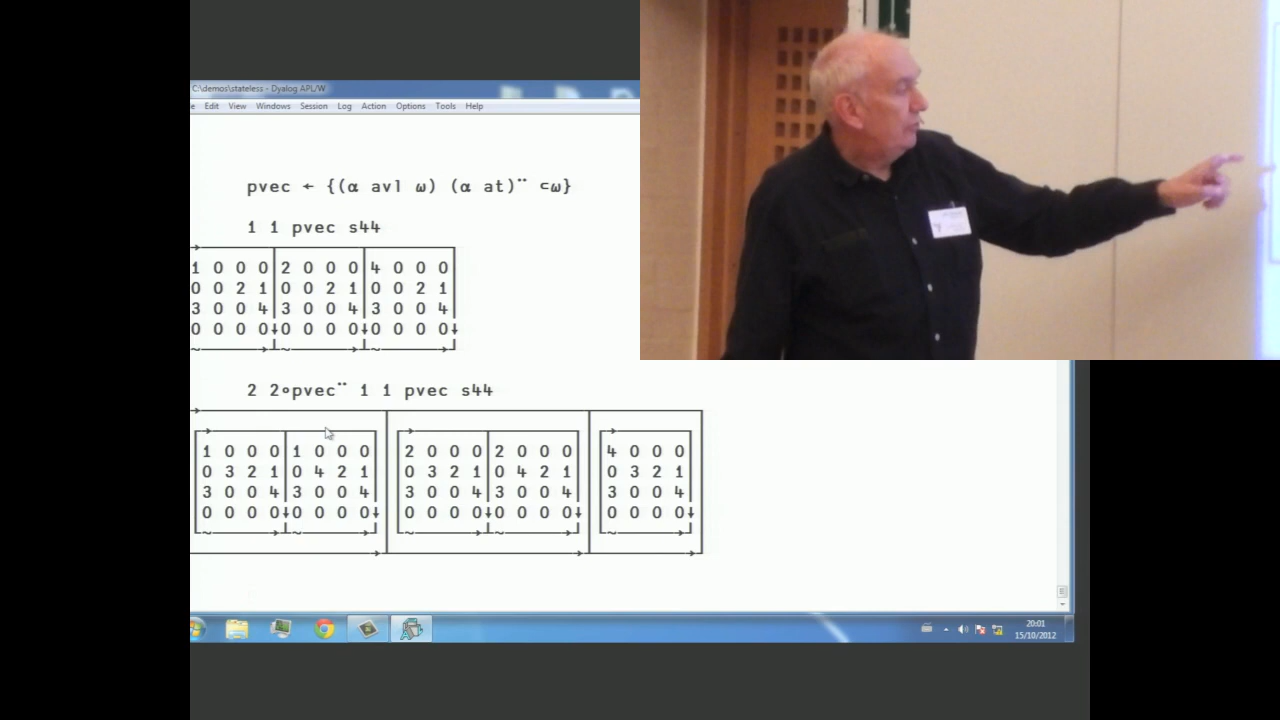 C:\demos\stateless - Dyalog APL/W
Edit View Windows Session Log Action Options Tools Help
pvec ← {(⍺ avl ⍵) (⍺ at)¨ ⊂⍵}
1 1 pvec s44
1 0 0 0 2 0 0 0 4 0 0 0
0 0 2 1 0 0 2 1 0 0 2 1
3 0 0 4 3 0 0 4 3 0 0 4
0 0 0 0 0 0 0 0 0 0 0 0
2 2∘pvec¨ 1 1 pvec s44
1 0 0 0 1 0 0 0 2 0 0 0 2 0 0 0 4 0 0 0
0 3 2 1 0 4 2 1 0 3 2 1 0 4 2 1 0 3 2 1
3 0 0 4 3 0 0 4 3 0 0 4 3 0 0 4 3 0 0 4
0 0 0 0 0 0 0 0 0 0 0 0 0 0 0 0 0 0 0 0
20:01
15/10/2012